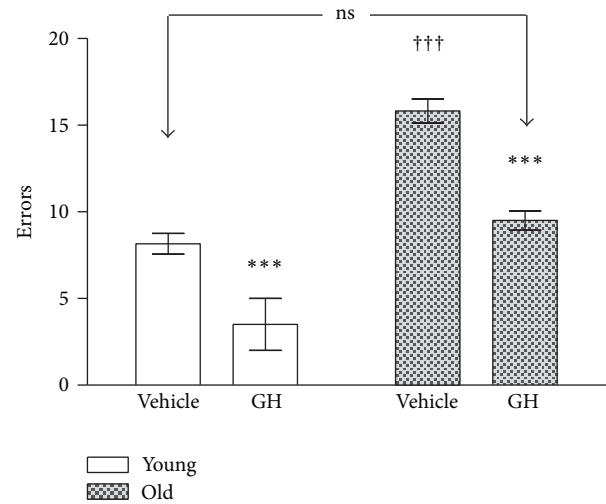 ns
20
†††
15
***
10
***
5
0
Errors
Vehicle GH Vehicle GH
Young
Old